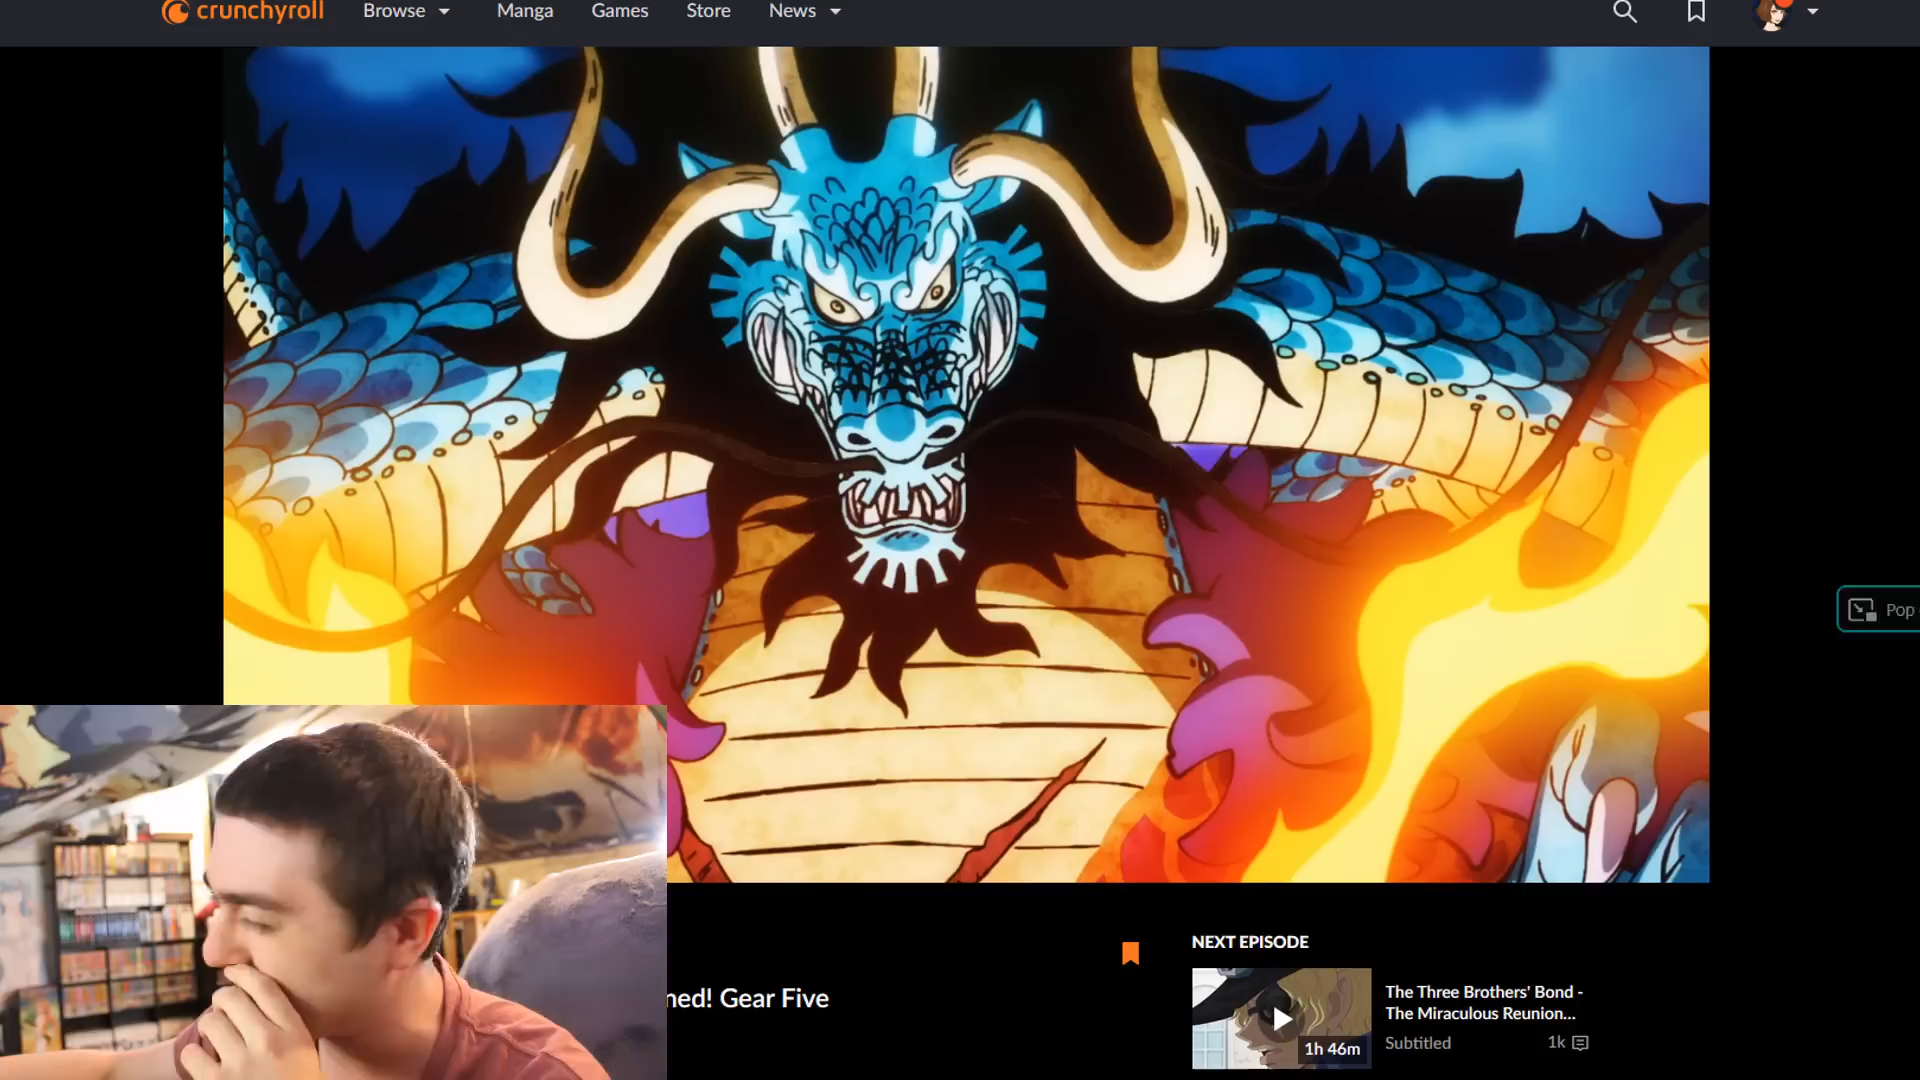 crunchyroll Browse Manga Games Store News
Pop
ned! Gear Five
NEXT EPISODE
The Three Brothers' Bond -
The Miraculous Reunion...
1h 46m
Subtitled 1k